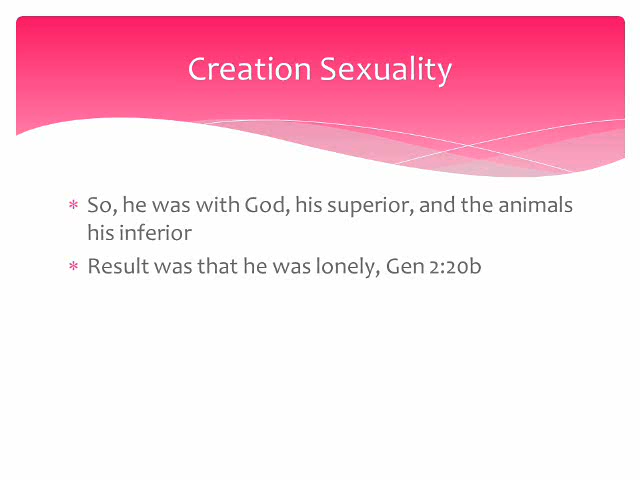 Creation Sexuality
* So, he was with God, his superior, and the animals
his inferior
* Result was that he was lonely, Gen 2:20b